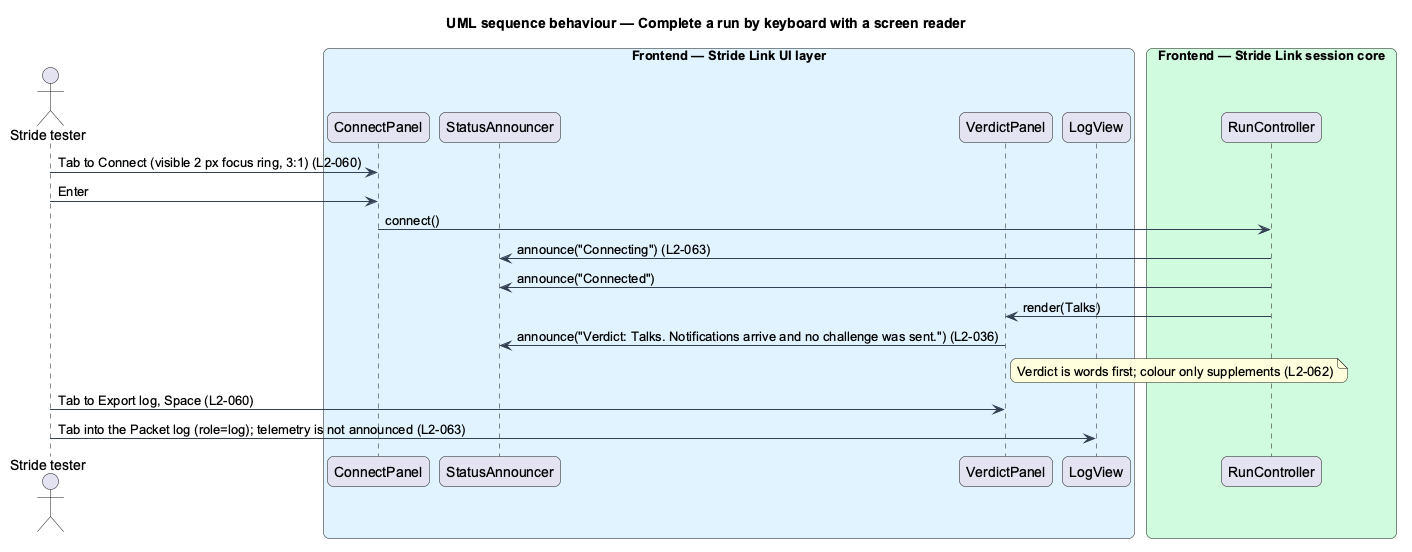 UML sequence behaviour — Complete a run by keyboard with a screen reader
Frontend — Stride Link UI layer
Frontend — Stride Link session core
Stride tester
ConnectPanel
StatusAnnouncer
VerdictPanel
LogView
RunController
Tab to Connect (visible 2 px focus ring, 3:1) (L2-060)
Enter
connect()
announce("Connecting") (L2-063)
announce("Connected")
render(Talks)
announce("Verdict: Talks. Notifications arrive and no challenge was sent.") (L2-036)
Verdict is words first; colour only supplements (L2-062)
Tab to Export log, Space (L2-060)
Tab into the Packet log (role=log); telemetry is not announced (L2-063)
Stride tester
ConnectPanel
StatusAnnouncer
VerdictPanel
LogView
RunController